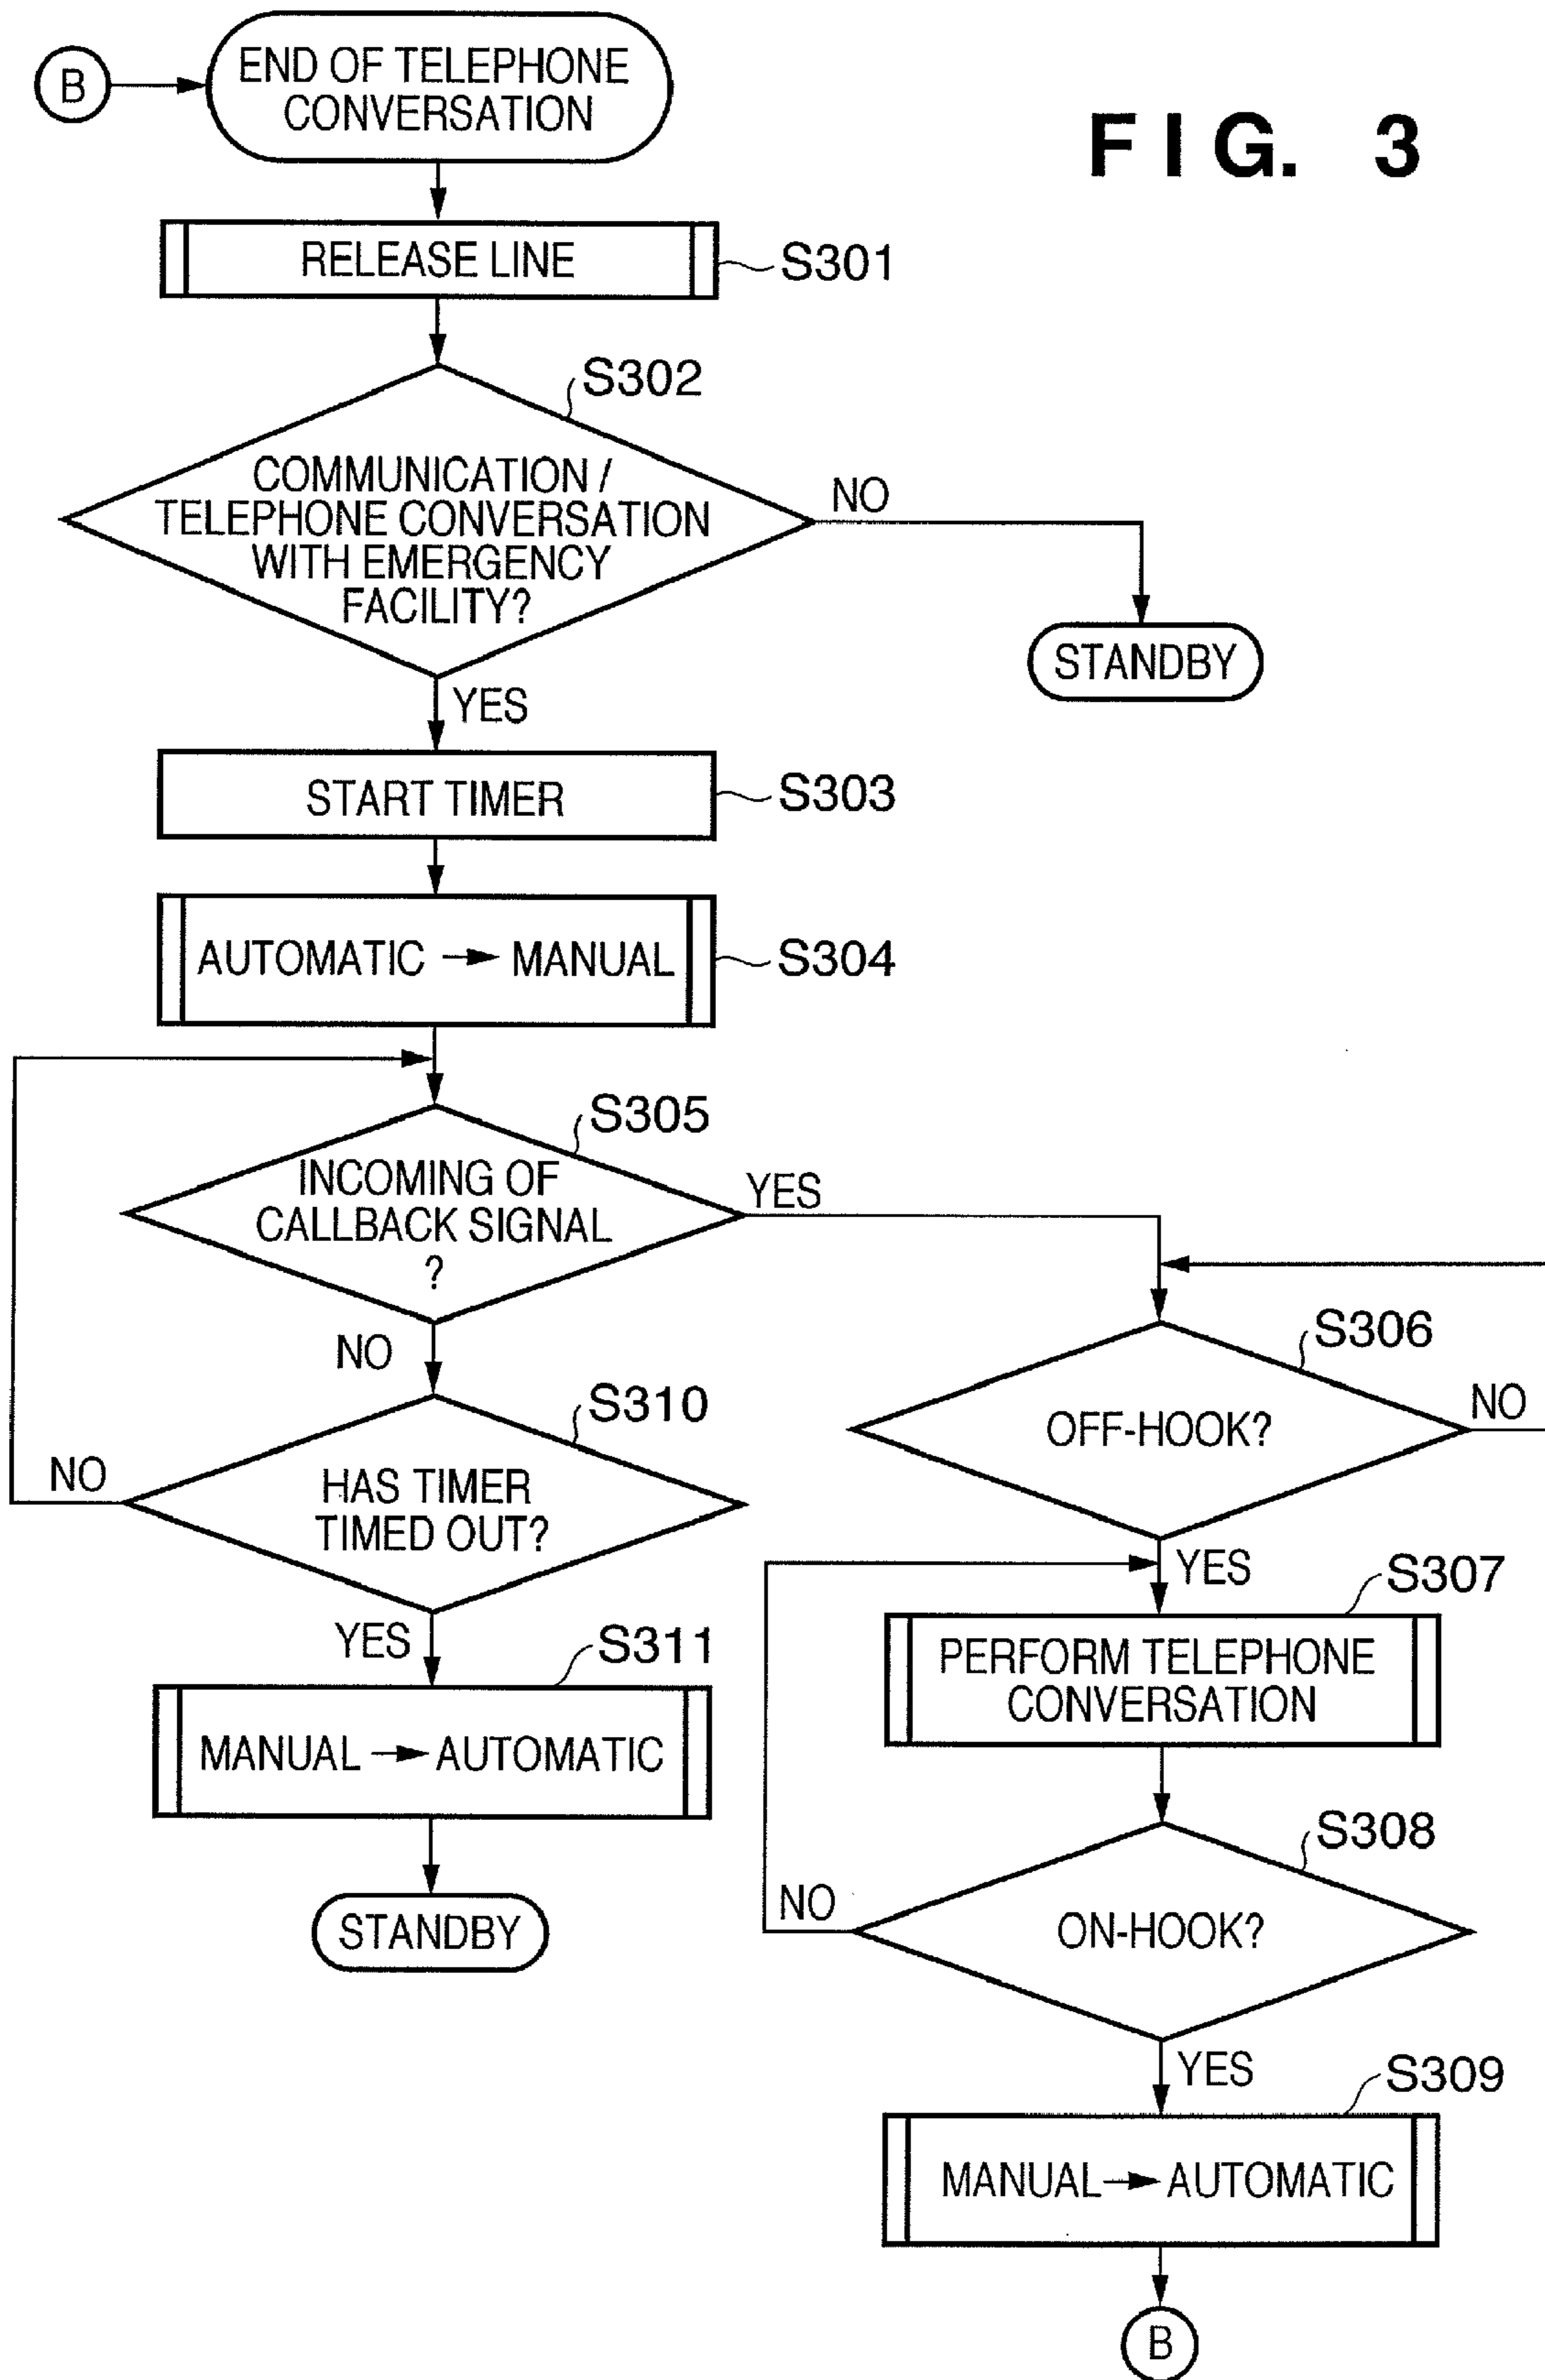 B
END OF TELEPHONE
CONVERSATION
FIG. 3
RELEASE LINE
S301
S302
COMMUNICATION /
TELEPHONE CONVERSATION
WITH EMERGENCY
FACILITY?
NO
STANDBY
YES
START TIMER
S303
AUTOMATIC → MANUAL
S304
S305
INCOMING OF
CALLBACK SIGNAL
?
YES
NO
S306
OFF-HOOK?
NO
S310
HAS TIMER
TIMED OUT?
NO
YES
YES
S307
PERFORM TELEPHONE
CONVERSATION
S311
MANUAL → AUTOMATIC
STANDBY
S308
ON-HOOK?
NO
YES
S309
MANUAL → AUTOMATIC
B